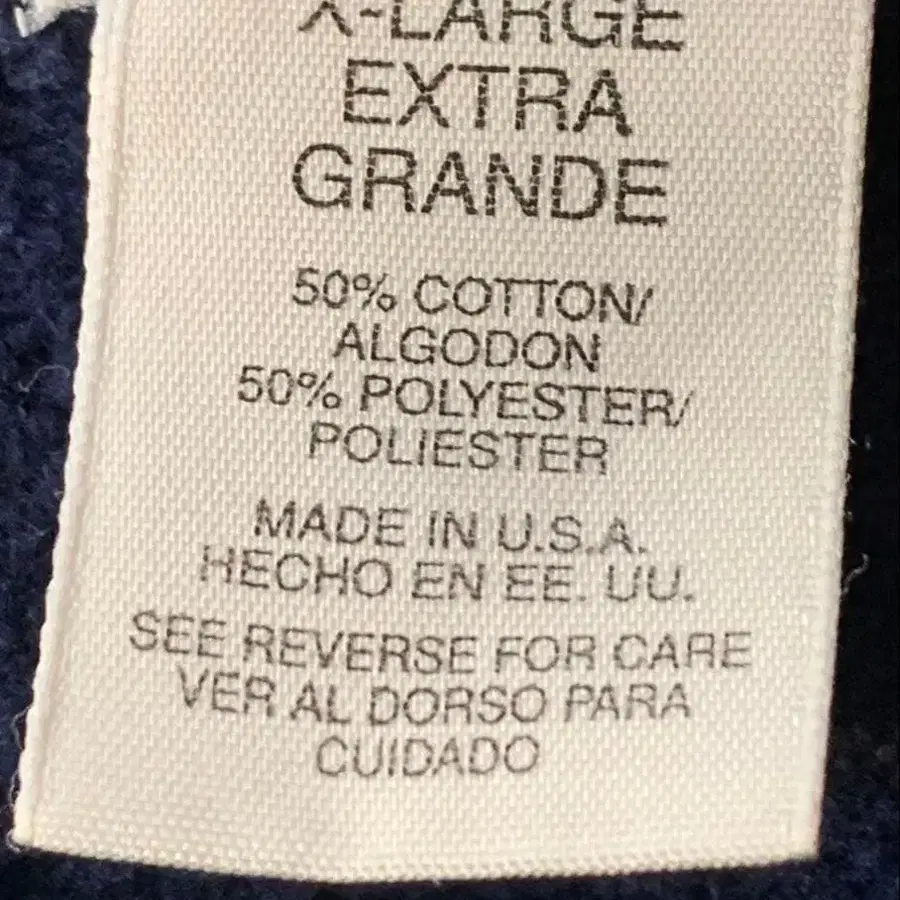 X-LARGE
EXTRA
GRANDE
50% COTTON/
ALGODON
50% POLYESTER/
POLIESTER
MADE IN U.S.A.
HECHO EN EE. UU.
SEE REVERSE FOR CARE
VER AL DORSO PARA
CUIDADO